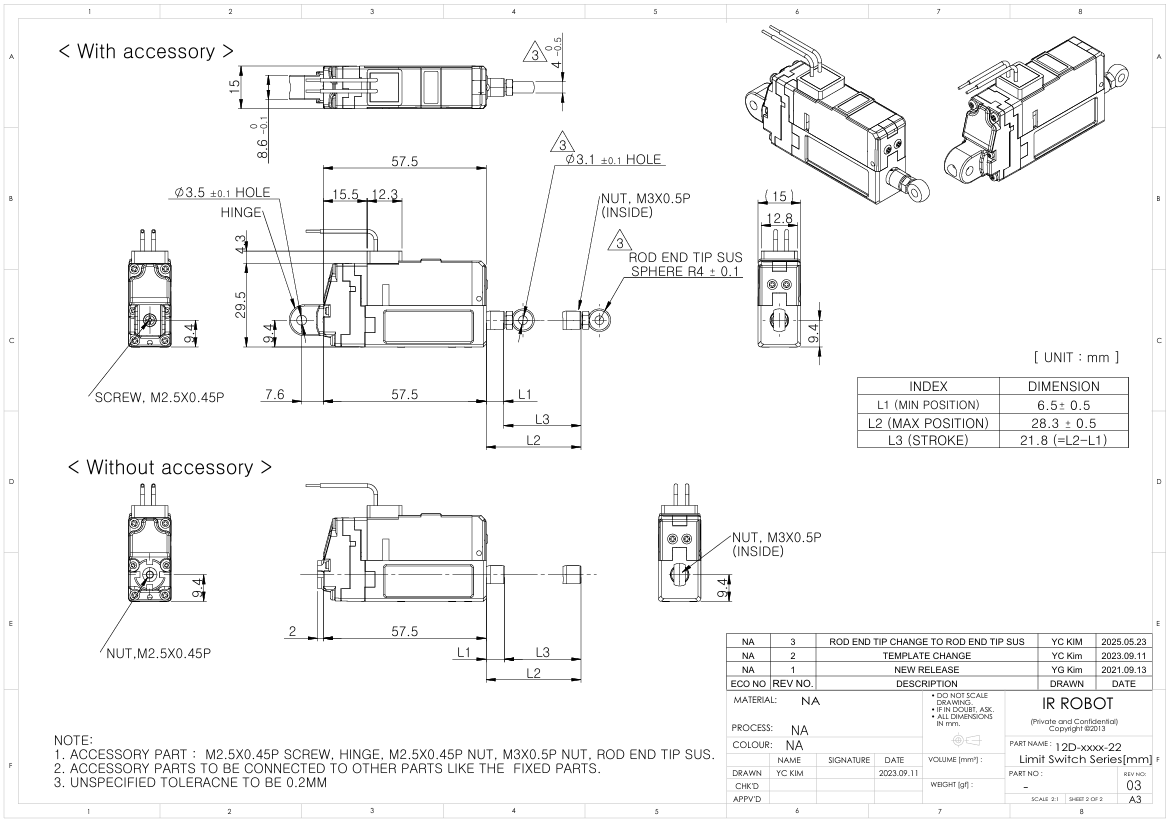 1 2 3 4 5 6 7 8
A A
B B
C C
D D
E E
F F
< With accessory >
15
8.6 0 -0.1
3
4 0 -0.5
57.5
3
Ø3.1 ±0.1 HOLE
Ø3.5 ±0.1 HOLE
15.5
12.3
HINGE
NUT, M3X0.5P
(INSIDE)
(15)
12.8
4.3
3
ROD END TIP SUS
SPHERE R4 ± 0.1
29.5
9.4
9.4
9.4
SCREW, M2.5X0.45P
7.6
57.5
L1
L3
L2
[ UNIT : mm ]
INDEX DIMENSION
L1 (MIN POSITION) 6.5± 0.5
L2 (MAX POSITION) 28.3 ± 0.5
L3 (STROKE) 21.8 (=L2-L1)
< Without accessory >
NUT, M3X0.5P
(INSIDE)
9.4
9.4
NUT,M2.5X0.45P
2
57.5
L1
L3
L2
NOTE:
1. ACCESSORY PART : M2.5X0.45P SCREW, HINGE, M2.5X0.45P NUT, M3X0.5P NUT, ROD END TIP SUS.
2. ACCESSORY PARTS TO BE CONNECTED TO OTHER PARTS LIKE THE FIXED PARTS.
3. UNSPECIFIED TOLERACNE TO BE 0.2MM
NA 3 ROD END TIP CHANGE TO ROD END TIP SUS YC KIM 2025.05.23
NA 2 TEMPLATE CHANGE YC Kim 2023.09.11
NA 1 NEW RELEASE YG Kim 2021.09.13
ECO NO REV NO. DESCRIPTION DRAWN DATE
MATERIAL: NA
PROCESS: NA
COLOUR: NA
• DO NOT SCALE
DRAWING.
• IF IN DOUBT, ASK.
• ALL DIMENSIONS
IN mm.
IR ROBOT
(Private and Confidential)
Copyright ©2013
PART NAME : 12D-xxxx-22
Limit Switch Series[mm]
NAME SIGNATURE DATE
DRAWN YC KIM 2023.09.11
CHK'D
APPV'D
VOLUME [mm³] :
WEIGHT [gf] :
PART NO :
-
REV NO:
03
SCALE 2:1 SHEET 2 OF 2 A3
1 2 3 4 5 6 7 8